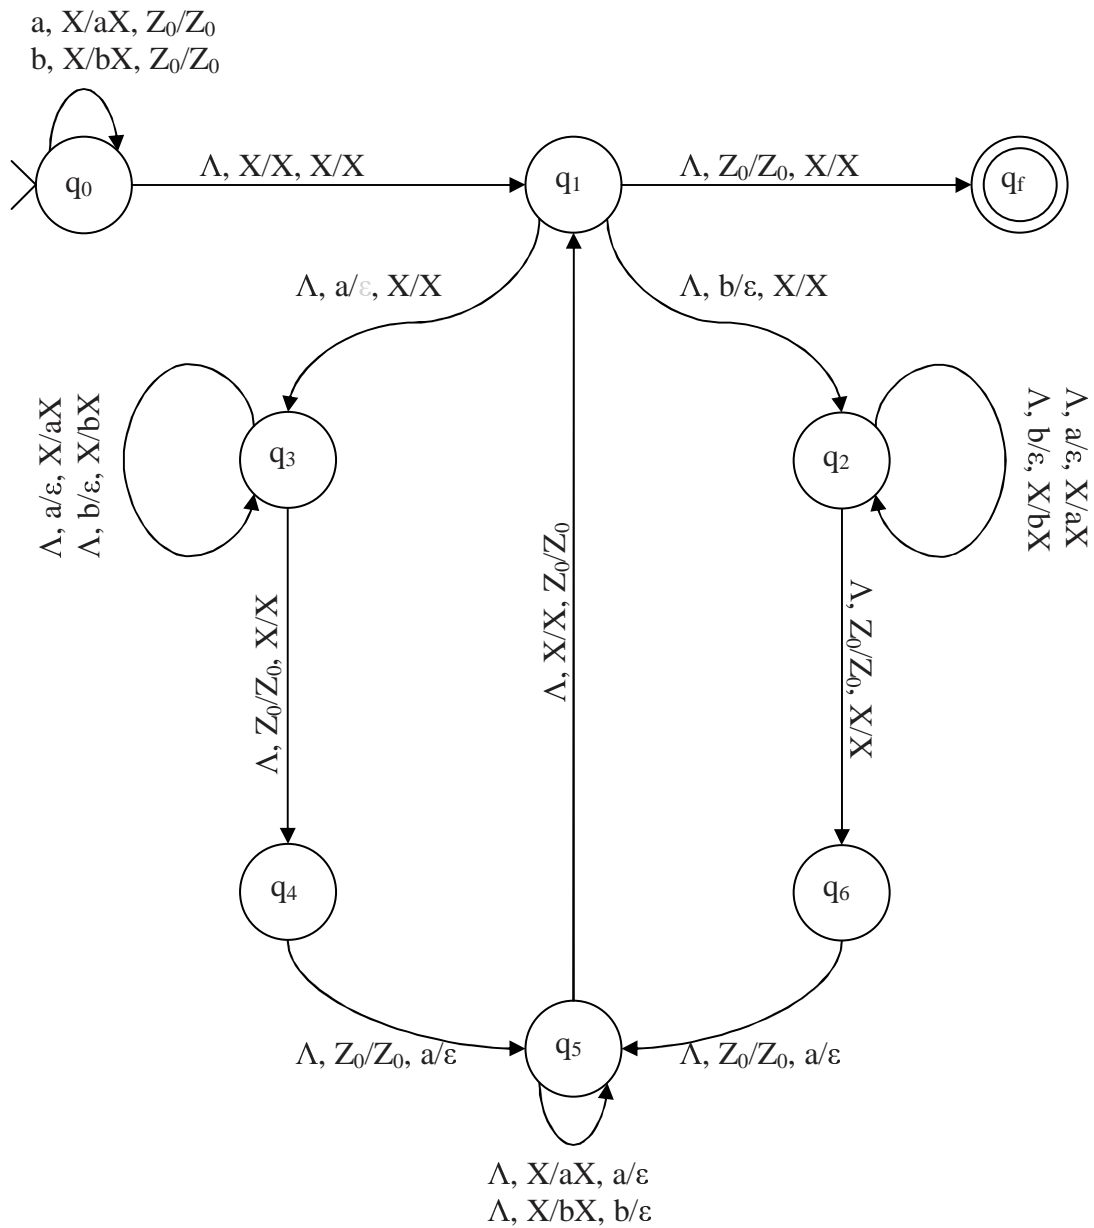 a, X/aX, Z₀/Z₀
b, X/bX, Z₀/Z₀
q₀
Λ, X/X, X/X
q₁
Λ, Z₀/Z₀, X/X
q_f
Λ, a/ε, X/X
Λ, b/ε, X/X
Λ, a/ε, X/aX
Λ, b/ε, X/bX
q₃
q₂
Λ, a/ε, X/aX
Λ, b/ε, X/bX
Λ, Z₀/Z₀, X/X
Λ, X/X, Z₀/Z₀
Λ, Z₀/Z₀, X/X
q₄
q₆
Λ, Z₀/Z₀, a/ε
q₅
Λ, Z₀/Z₀, a/ε
Λ, X/aX, a/ε
Λ, X/bX, b/ε